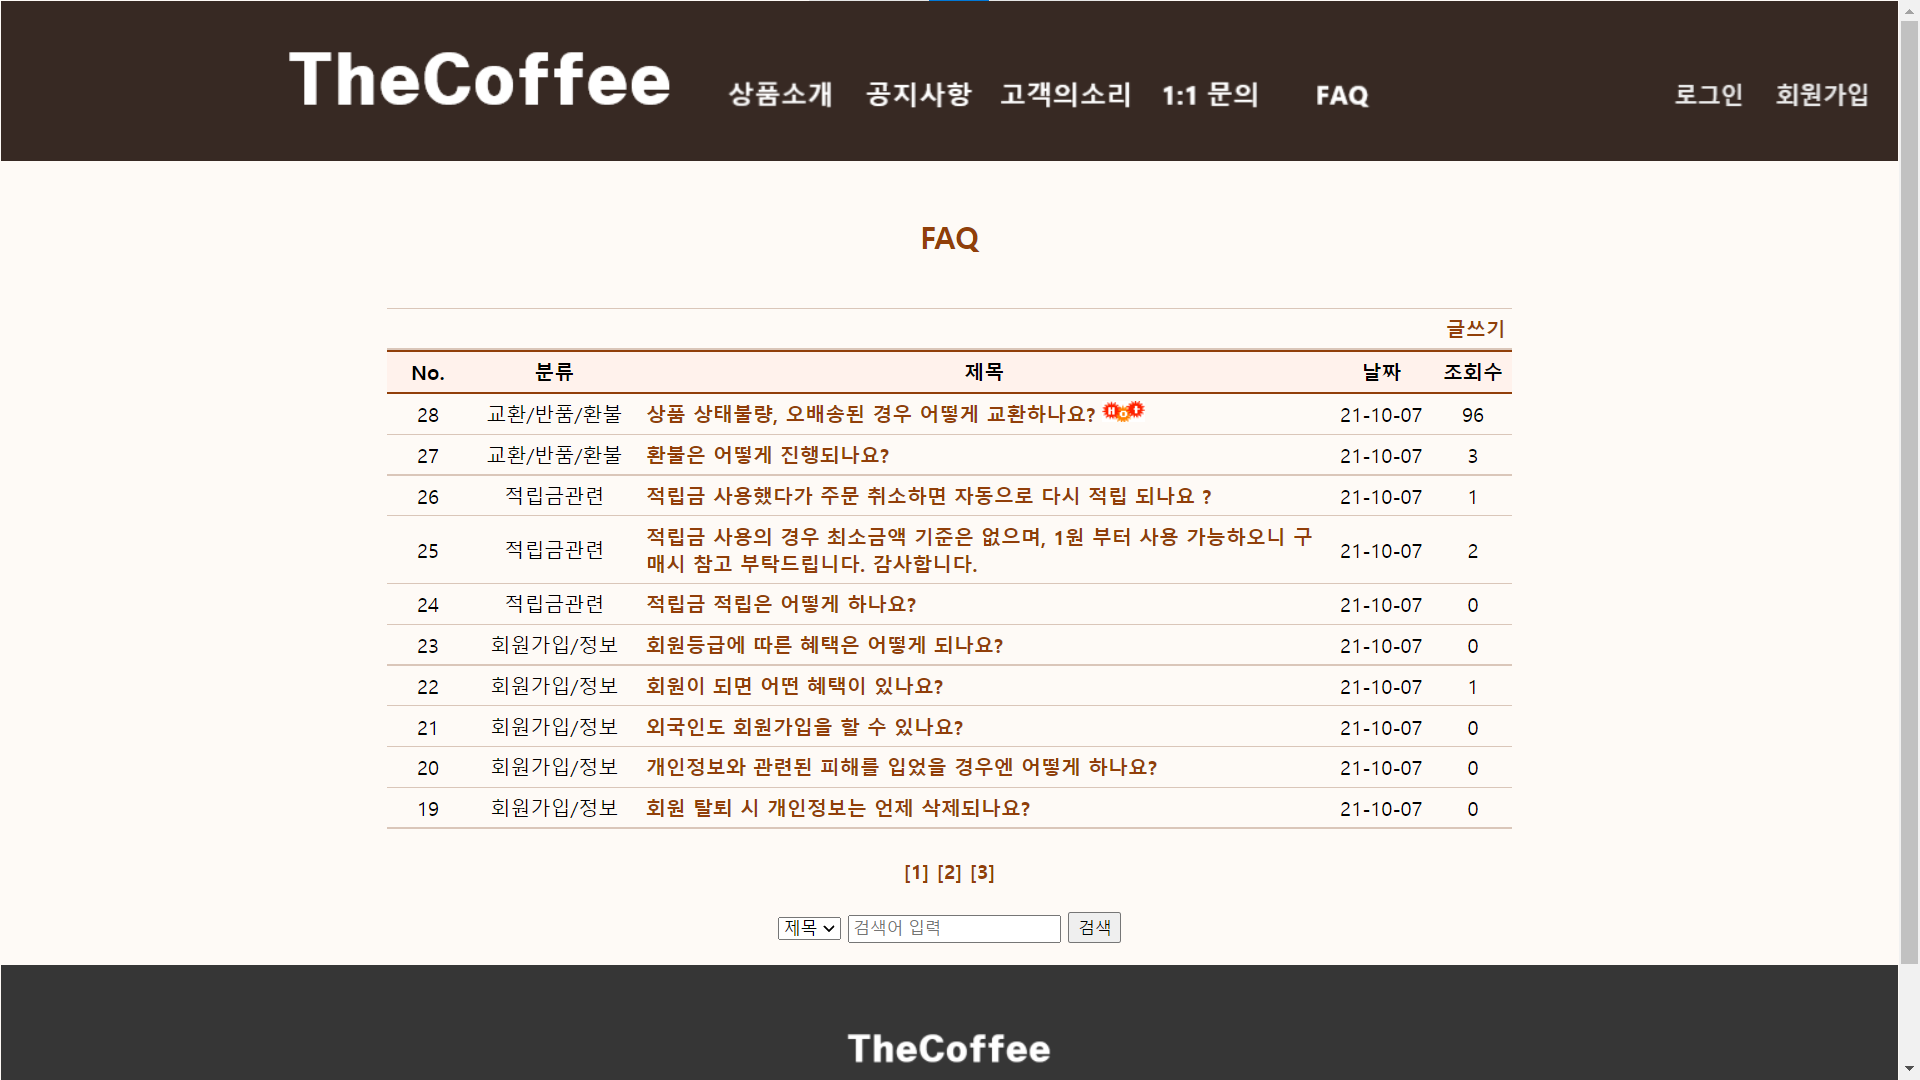 TheCoffee 상품소개 공지사항 고객의소리 1:1 문의 FAQ 로그인 회원가입
FAQ
글쓰기
No. 분류 제목 날짜 조회수
28 교환/반품/환불 상품 상태불량, 오배송된 경우 어떻게 교환하나요? Hot 21-10-07 96
27 교환/반품/환불 환불은 어떻게 진행되나요? 21-10-07 3
26 적립금관련 적립금 사용했다가 주문 취소하면 자동으로 다시 적립 되나요 ? 21-10-07 1
25 적립금관련 적립금 사용의 경우 최소금액 기준은 없으며, 1원 부터 사용 가능하오니 구
매시 참고 부탁드립니다. 감사합니다. 21-10-07 2
24 적립금관련 적립금 적립은 어떻게 하나요? 21-10-07 0
23 회원가입/정보 회원등급에 따른 혜택은 어떻게 되나요? 21-10-07 0
22 회원가입/정보 회원이 되면 어떤 혜택이 있나요? 21-10-07 1
21 회원가입/정보 외국인도 회원가입을 할 수 있나요? 21-10-07 0
20 회원가입/정보 개인정보와 관련된 피해를 입었을 경우엔 어떻게 하나요? 21-10-07 0
19 회원가입/정보 회원 탈퇴 시 개인정보는 언제 삭제되나요? 21-10-07 0
[1] [2] [3]
제목 검색어 입력 검색
TheCoffee